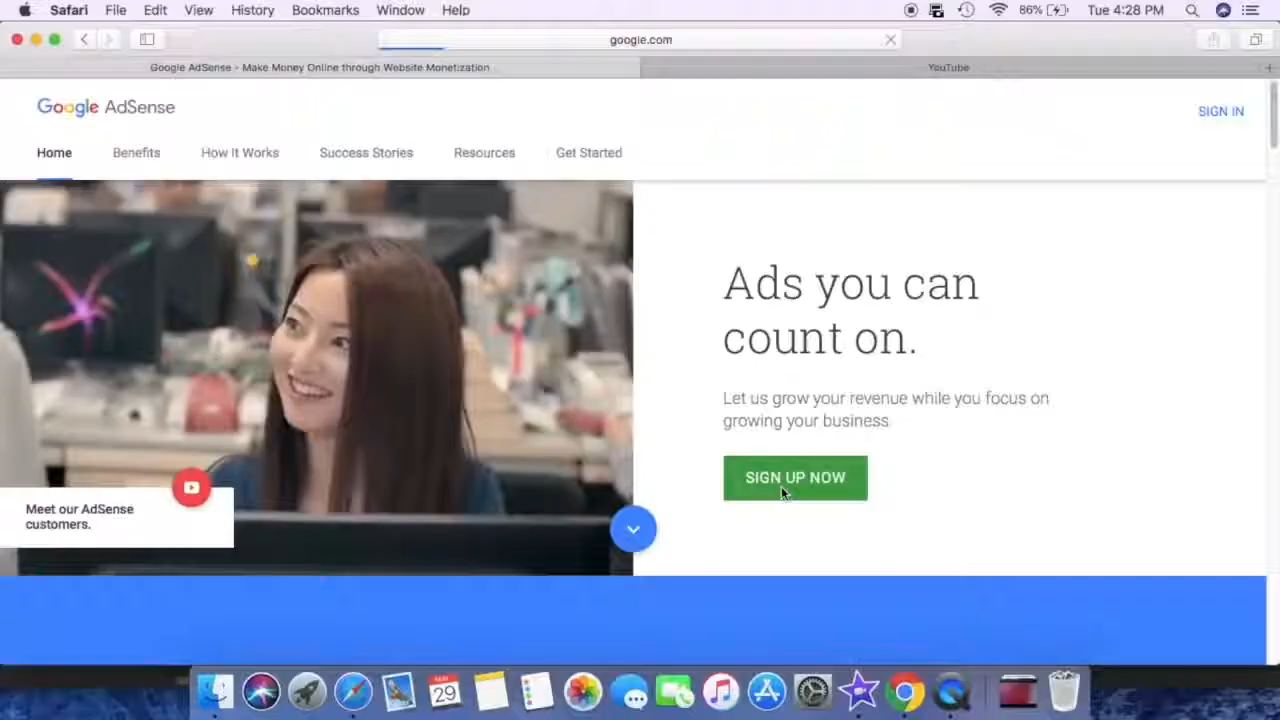 Safari File Edit View History Bookmarks Window Help 86% Tue 4:28 PM
google.com
Google AdSense - Make Money Online through Website Monetization YouTube
Google AdSense
SIGN IN
Home Benefits How It Works Success Stories Resources Get Started
Ads you can
count on.
Let us grow your revenue while you focus on
growing your business.
SIGN UP NOW
Meet our AdSense
customers.
29